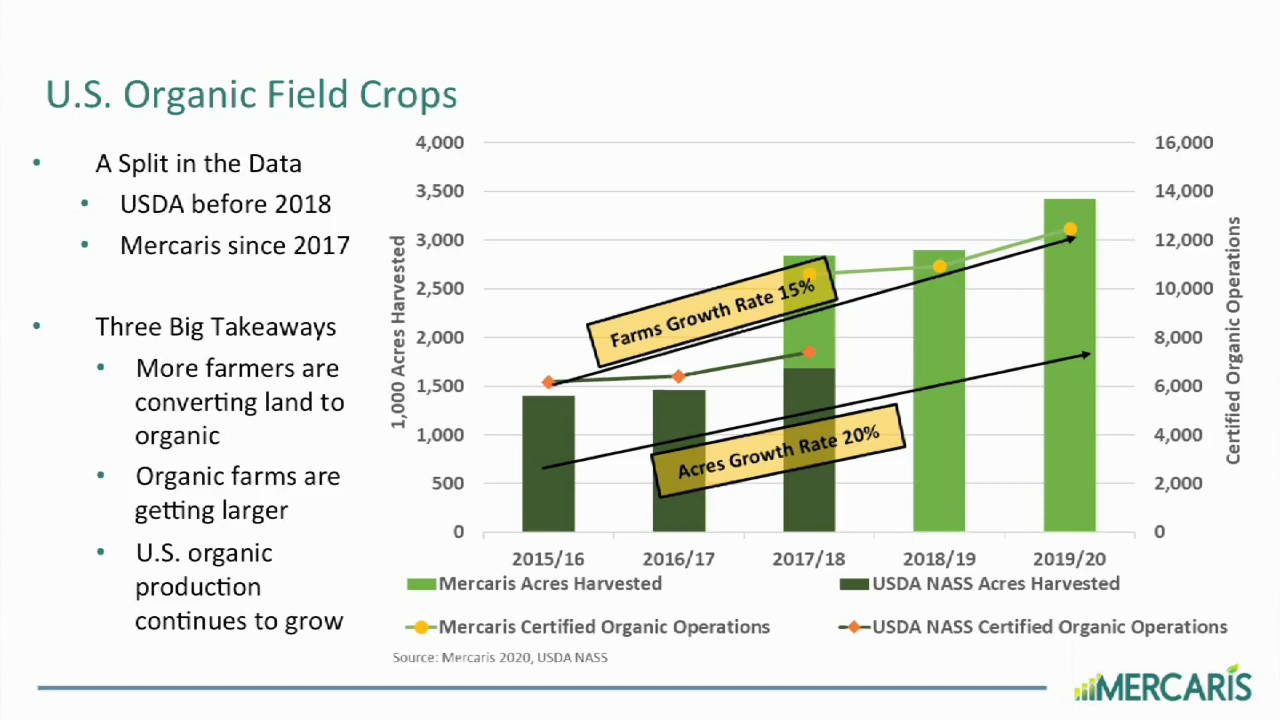 U.S. Organic Field Crops
• A Split in the Data
• USDA before 2018
• Mercaris since 2017
• Three Big Takeaways
• More farmers are
converting land to
organic
• Organic farms are
getting larger
• U.S. organic
production
continues to grow
1,000 Acres Harvested
4,000
3,500
3,000
2,500
2,000
1,500
1,000
500
0
Farms Growth Rate 15%
Acres Growth Rate 20%
16,000
14,000
12,000
10,000
8,000
6,000
4,000
2,000
0
Certified Organic Operations
2015/16 2016/17 2017/18 2018/19 2019/20
Mercaris Acres Harvested
USDA NASS Acres Harvested
Mercaris Certified Organic Operations
USDA NASS Certified Organic Operations
Source: Mercaris 2020, USDA NASS
MERCARIS